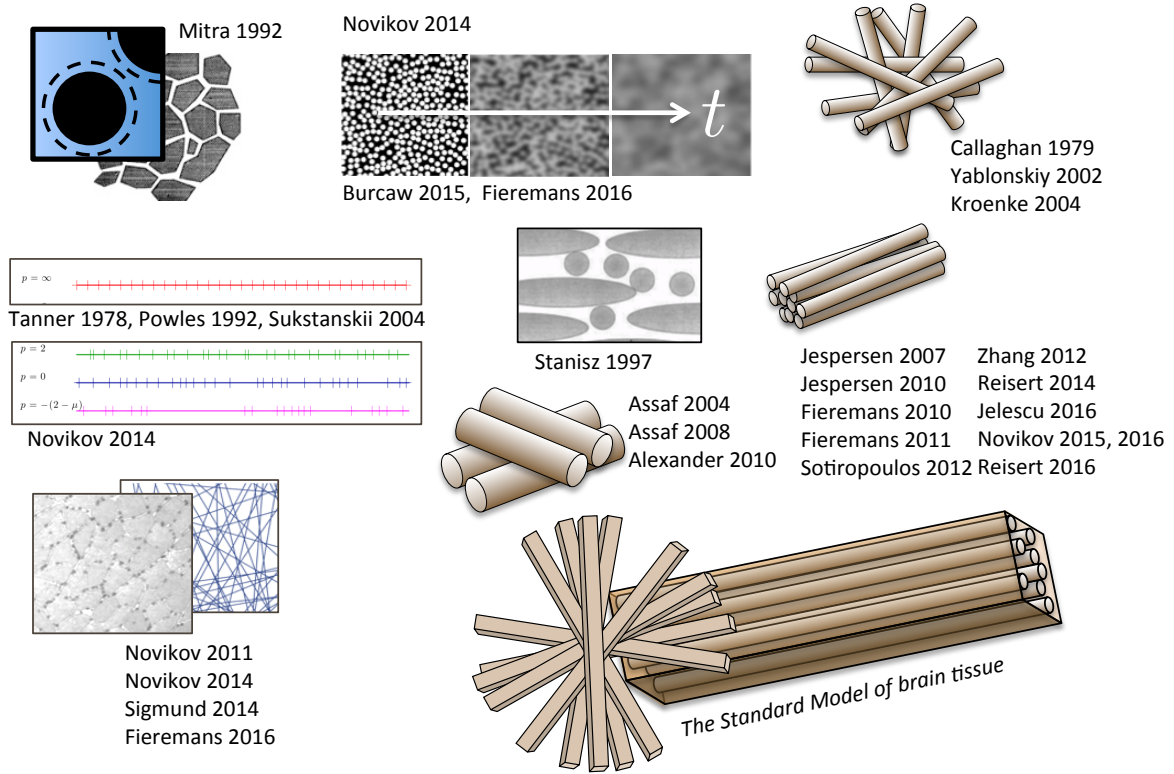 Mitra 1992
Novikov 2014
t
Burcaw 2015, Fieremans 2016
Callaghan 1979
Yablonskiy 2002
Kroenke 2004
p = ∞
Tanner 1978, Powles 1992, Sukstanskii 2004
p = 2
p = 0
p = −(2 − μ)
Novikov 2014
Stanisz 1997
Assaf 2004
Assaf 2008
Alexander 2010
Jespersen 2007
Jespersen 2010
Fieremans 2010
Fieremans 2011
Sotiropoulos 2012
Zhang 2012
Reisert 2014
Jelescu 2016
Novikov 2015, 2016
Reisert 2016
Novikov 2011
Novikov 2014
Sigmund 2014
Fieremans 2016
The Standard Model of brain tissue